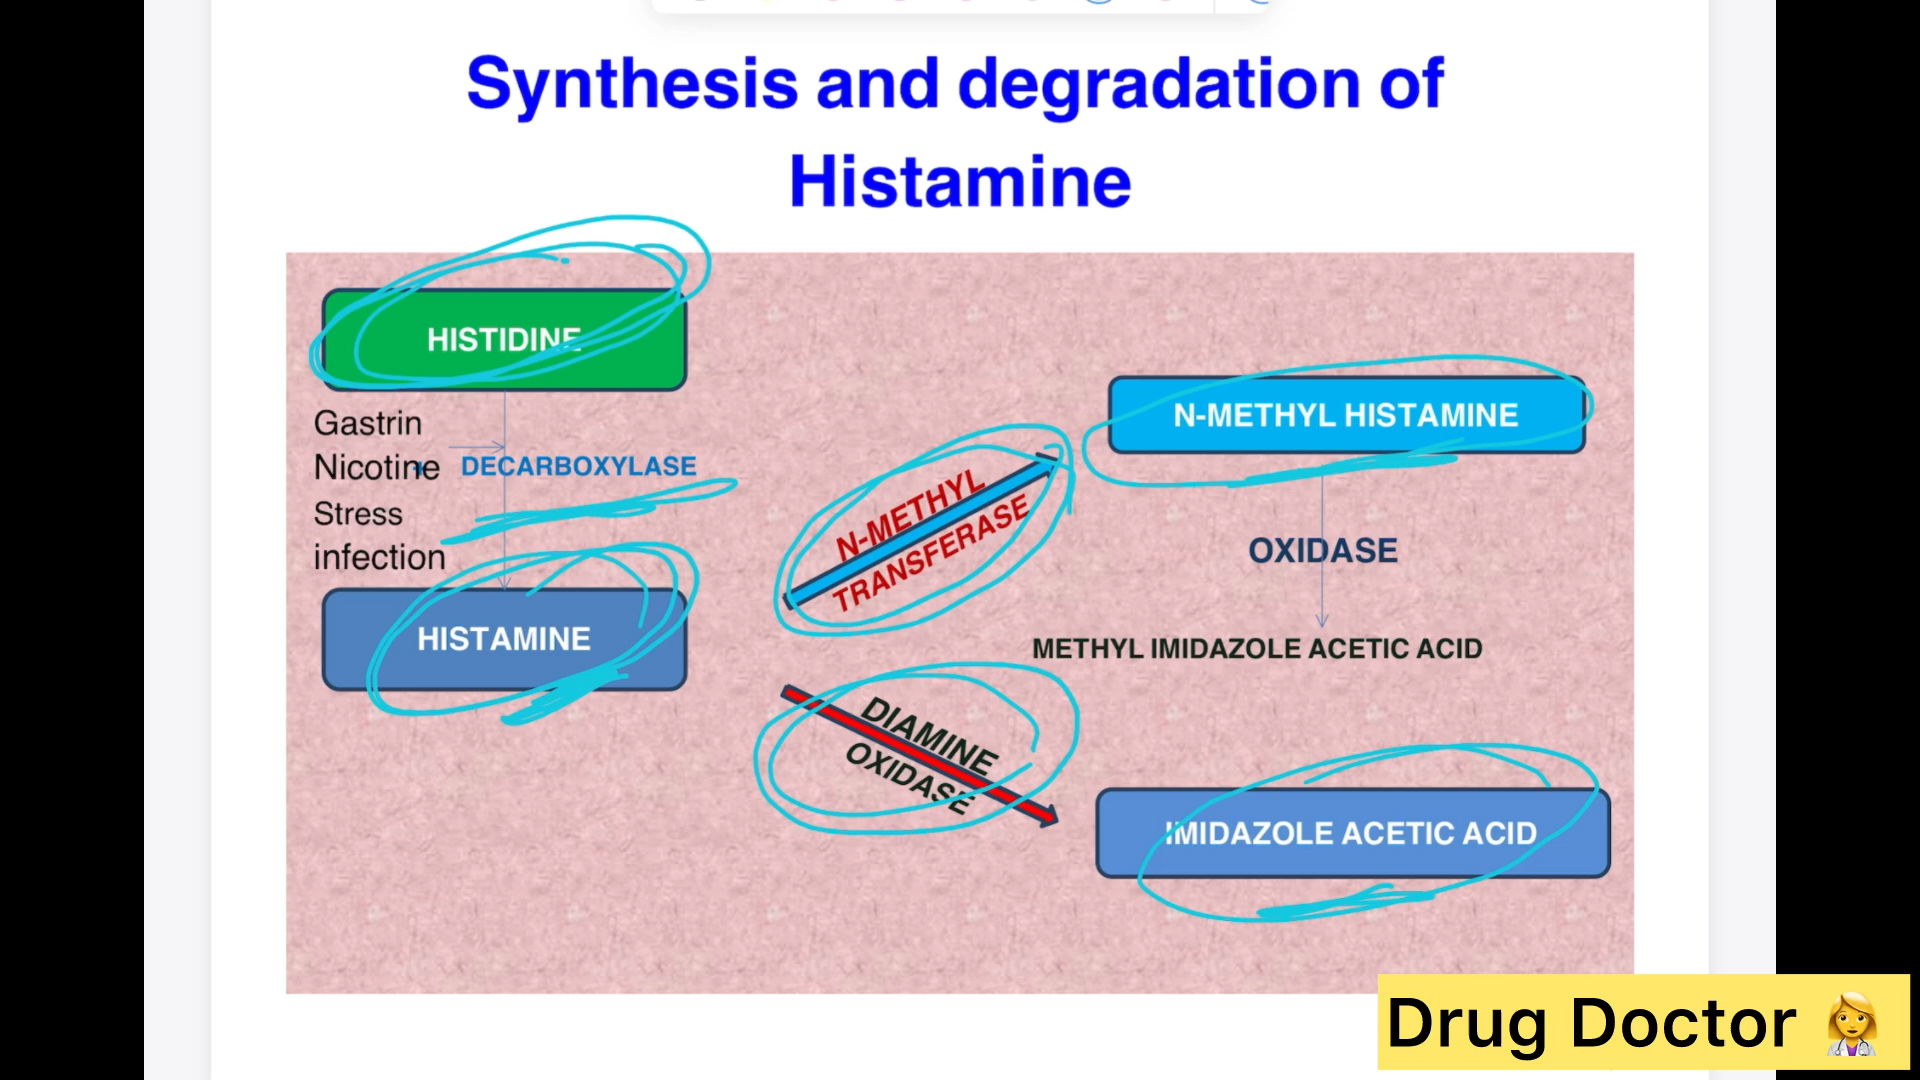 Synthesis and degradation of
Histamine
HISTIDINE
Gastrin
Nicotine
DECARBOXYLASE
Stress
infection
HISTAMINE
N-METHYL
TRANSFERASE
DIAMINE
OXIDASE
N-METHYL HISTAMINE
OXIDASE
METHYL IMIDAZOLE ACETIC ACID
IMIDAZOLE ACETIC ACID
Drug Doctor 👩‍⚕️